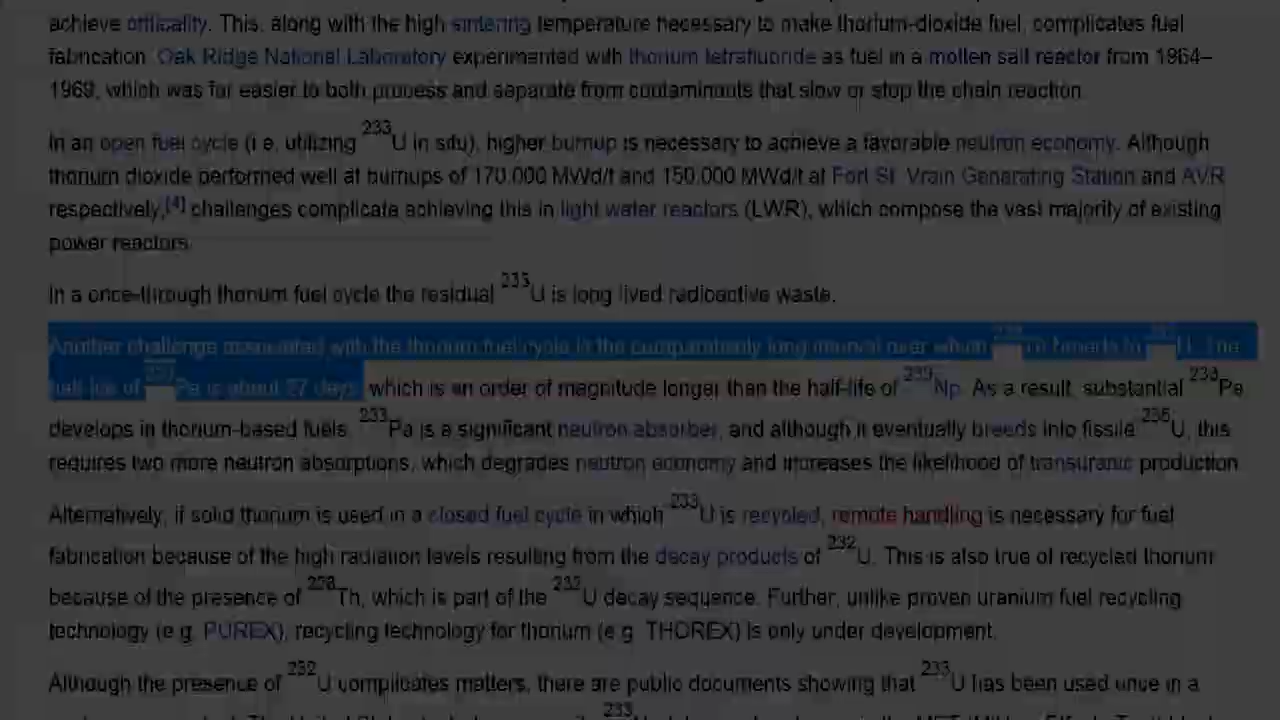 achieve criticality. This, along with the high sintering temperature necessary to make thorium-dioxide fuel, complicates fuel
fabrication. Oak Ridge National Laboratory experimented with thorium tetrafluoride as fuel in a molten salt reactor from 1964–
1969, which was far easier to both process and separate from contaminants that slow or stop the chain reaction.
In an open fuel cycle (i.e. utilizing 233U in situ), higher burnup is necessary to achieve a favorable neutron economy. Although
thorium dioxide performed well at burnups of 170,000 MWd/t and 150,000 MWd/t at Fort St. Vrain Generating Station and AVR
respectively,[4] challenges complicate achieving this in light water reactors (LWR), which compose the vast majority of existing
power reactors.
In a once-through thorium fuel cycle the residual 233U is long lived radioactive waste.
Another challenge associated with the thorium fuel cycle is the comparatively long interval over which 232Th breeds to 233U. The
half-life of 233Pa is about 27 days, which is an order of magnitude longer than the half-life of 239Np. As a result, substantial 233Pa
develops in thorium-based fuels. 233Pa is a significant neutron absorber, and although it eventually breeds into fissile 235U, this
requires two more neutron absorptions, which degrades neutron economy and increases the likelihood of transuranic production.
Alternatively, if solid thorium is used in a closed fuel cycle in which 233U is recycled, remote handling is necessary for fuel
fabrication because of the high radiation levels resulting from the decay products of 232U. This is also true of recycled thorium
because of the presence of 228Th, which is part of the 232U decay sequence. Further, unlike proven uranium fuel recycling
technology (e.g. PUREX), recycling technology for thorium (e.g. THOREX) is only under development.
Although the presence of 232U complicates matters, there are public documents showing that 233U has been used once in a